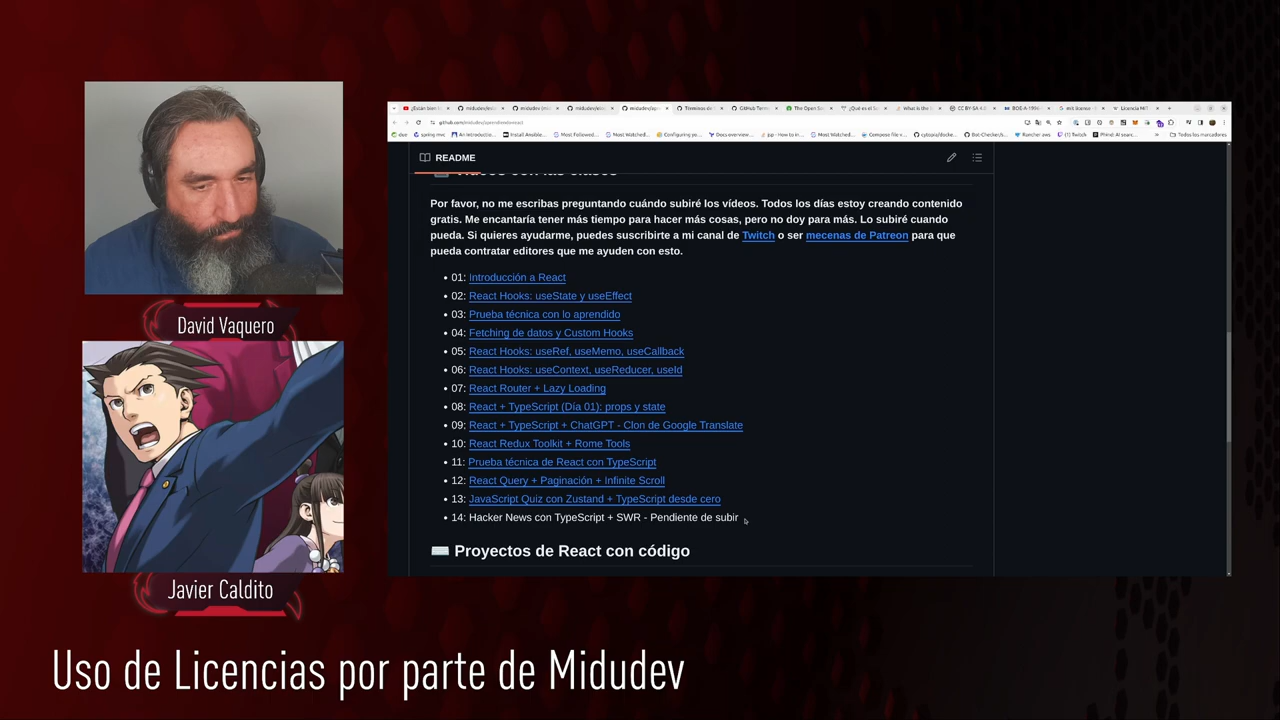 README
Por favor, no me escribas preguntando cuándo subiré los vídeos. Todos los días estoy creando contenido
gratis. Me encantaría tener más tiempo para hacer más cosas, pero no doy para más. Lo subiré cuando
pueda. Si quieres ayudarme, puedes suscribirte a mi canal de Twitch o ser mecenas de Patreon para que
pueda contratar editores que me ayuden con esto.
01: Introducción a React
02: React Hooks: useState y useEffect
03: Prueba técnica con lo aprendido
04: Fetching de datos y Custom Hooks
05: React Hooks: useRef, useMemo, useCallback
06: React Hooks: useContext, useReducer, useId
07: React Router + Lazy Loading
08: React + TypeScript (Día 01): props y state
09: React + TypeScript + ChatGPT - Clon de Google Translate
10: React Redux Toolkit + Rome Tools
11: Prueba técnica de React con TypeScript
12: React Query + Paginación + Infinite Scroll
13: JavaScript Quiz con Zustand + TypeScript desde cero
14: Hacker News con TypeScript + SWR - Pendiente de subir
Proyectos de React con código
David Vaquero
Javier Caldito
Uso de Licencias por parte de Midudev